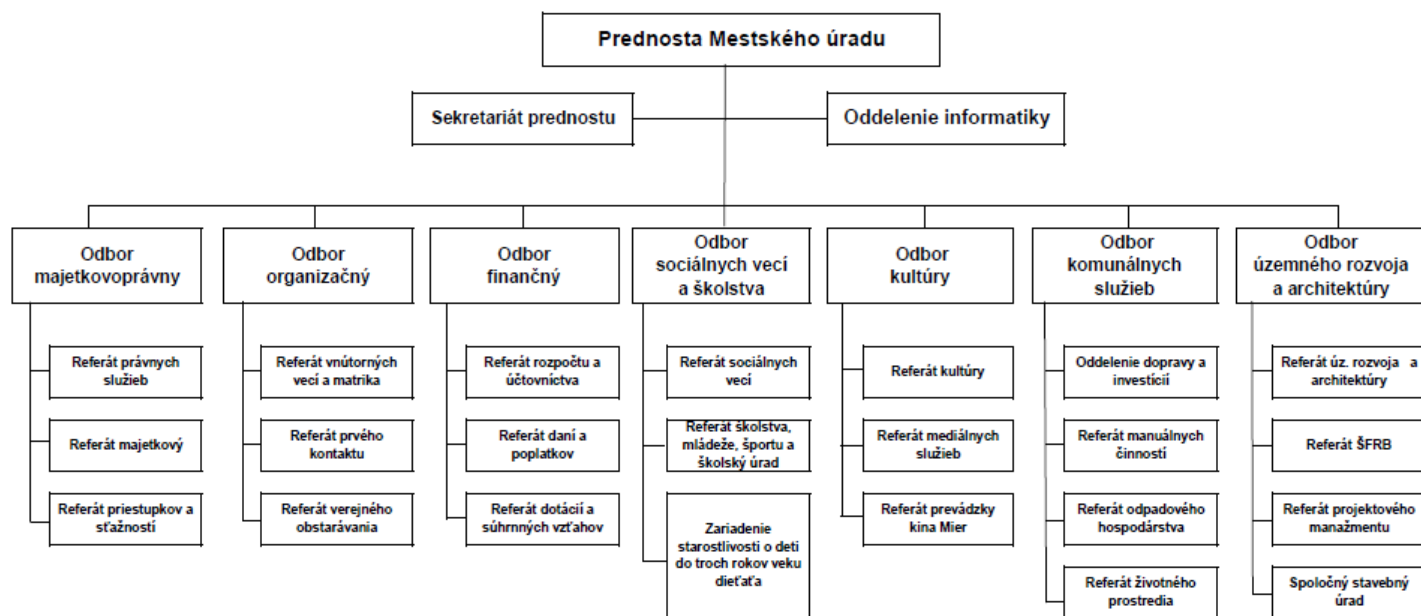 Prednosta Mestského úradu
Sekretariát prednostu
Oddelenie informatiky
Odbor
majetkovoprávny
Odbor
organizačný
Odbor
finančný
Odbor
sociálnych vecí
a školstva
Odbor
kultúry
Odbor
komunálnych
služieb
Odbor
územného rozvoja
a architektúry
Referát právnych
služieb
Referát majetkový
Referát priestupkov a
sťažností
Referát vnútorných
vecí a matrika
Referát prvého
kontaktu
Referát verejného
obstarávania
Referát rozpočtu a
účtovníctva
Referát daní a
poplatkov
Referát dotácií a
súhrnných vzťahov
Referát sociálnych
vecí
Referát školstva,
mládeže, športu a
školský úrad
Zariadenie
starostlivosti o deti
do troch rokov veku
dieťaťa
Referát kultúry
Referát mediálnych
služieb
Referát prevádzky
kina Mier
Oddelenie dopravy a
investícií
Referát manuálnych
činností
Referát odpadového
hospodárstva
Referát životného
prostredia
Referát úz. rozvoja a
architektúry
Referát ŠFRB
Referát projektového
manažmentu
Spoločný stavebný
úrad